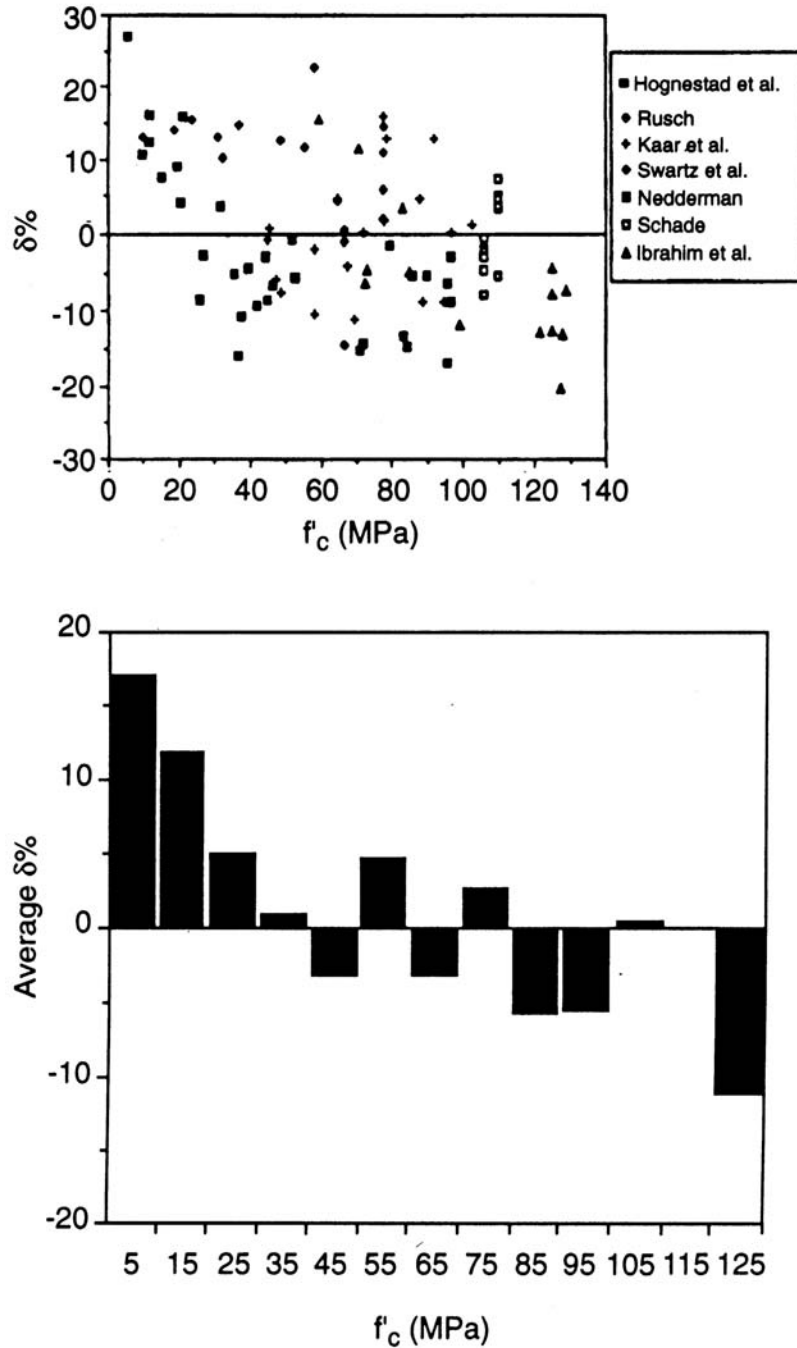 30
20
10
0
-10
-20
-30
δ%
0 20 40 60 80 100 120 140
f'c (MPa)
Hognestad et al.
Rusch
Kaar et al.
Swartz et al.
Nedderman
Schade
Ibrahim et al.
20
10
0
-10
-20
Average δ%
5 15 25 35 45 55 65 75 85 95 105 125
f'c (MPa)